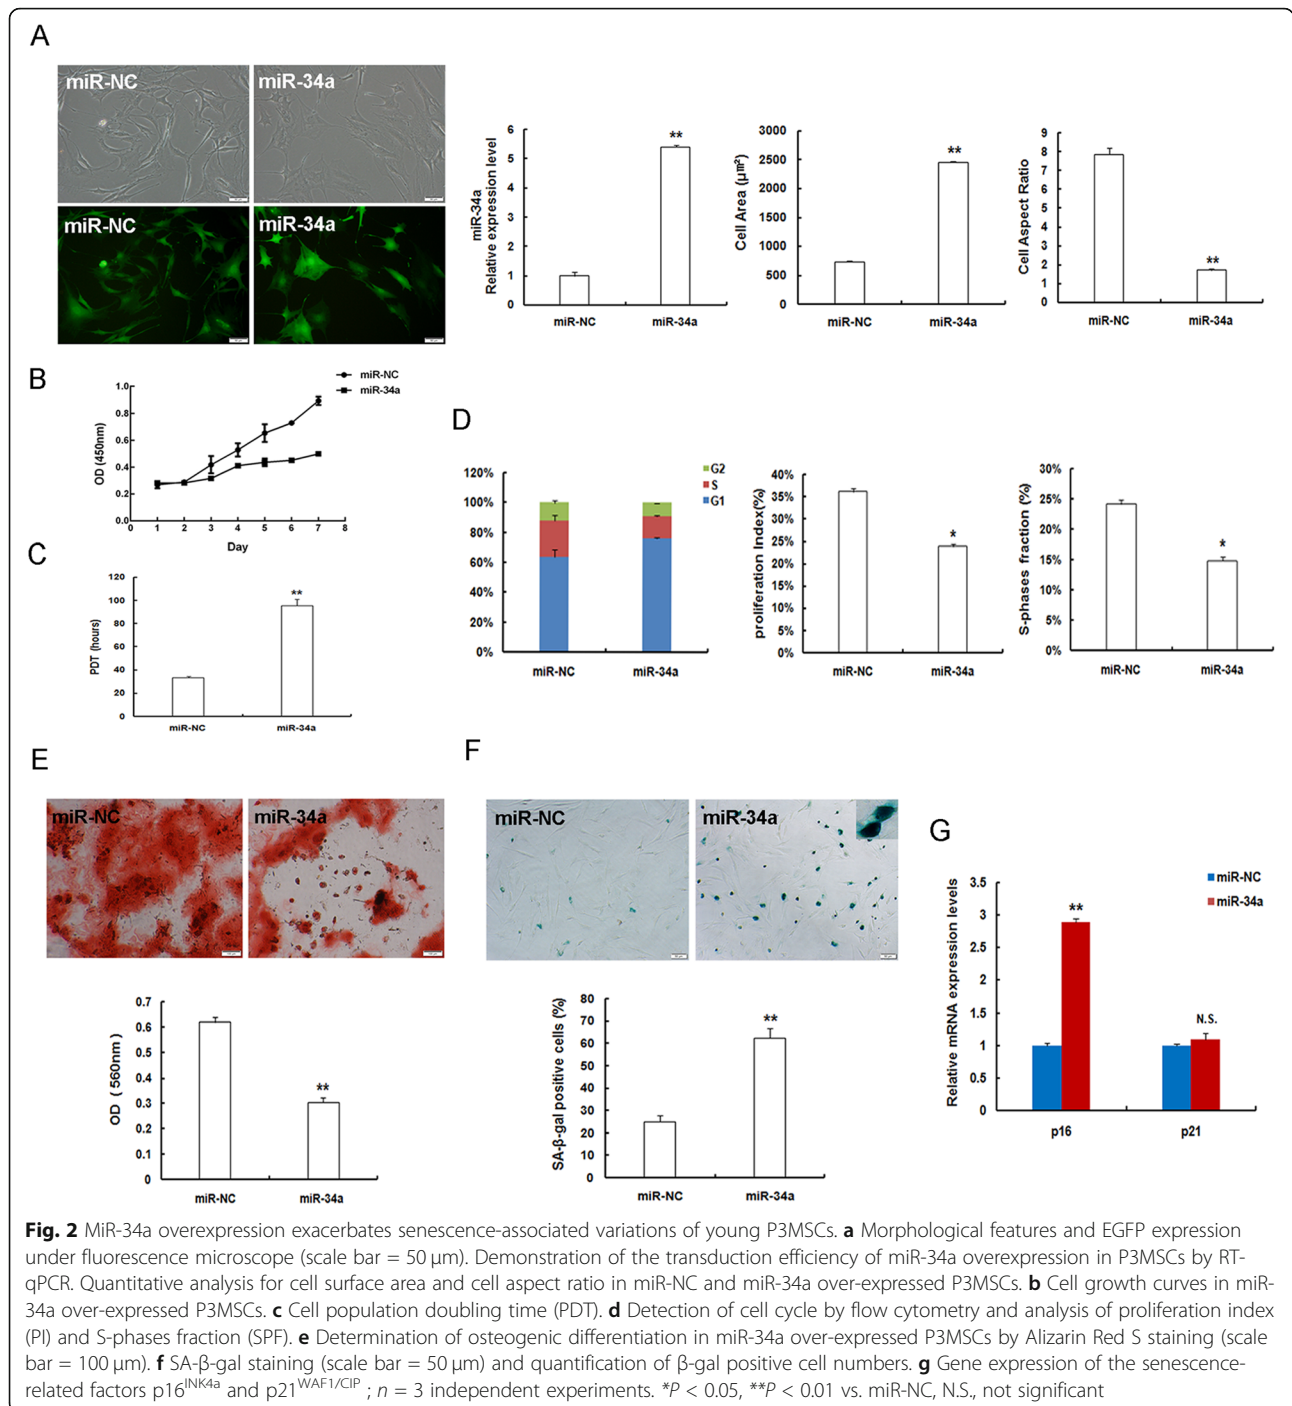 A
miR-NC
miR-34a
miR-NC
miR-34a
miR-34a
Relative expression level
6
5
4
3
2
1
0
**
miR-NC
miR-34a
Cell Area (µm²)
3000
2500
2000
1500
1000
500
0
**
miR-NC
miR-34a
Cell Aspect Ratio
9
8
7
6
5
4
3
2
1
0
**
miR-NC
miR-34a
B
miR-NC
miR-34a
OD (450nm)
1.0
0.8
0.6
0.4
0.2
0.0
0 1 2 3 4 5 6 7 8
Day
C
PDT (hours)
120
100
80
60
40
20
0
**
miR-NC
miR-34a
D
120%
100%
80%
60%
40%
20%
0%
G2
S
G1
miR-NC
miR-34a
proliferation Index(%)
40%
35%
30%
25%
20%
15%
10%
5%
0%
*
miR-NC
miR-34a
S-phases fraction (%)
30%
25%
20%
15%
10%
5%
0%
*
miR-NC
miR-34a
E
miR-NC
miR-34a
OD ( 560nm )
0.7
0.6
0.5
0.4
0.3
0.2
0.1
0
**
miR-NC
miR-34a
F
miR-NC
miR-34a
SA-β-gal positive cells (%)
80
70
60
50
40
30
20
10
0
**
miR-NC
miR-34a
G
miR-NC
miR-34a
Relative mRNA expression levels
3.5
3
2.5
2
1.5
1
0.5
0
**
N.S.
p16
p21
Fig. 2 MiR-34a overexpression exacerbates senescence-associated variations of young P3MSCs. a Morphological features and EGFP expression
under fluorescence microscope (scale bar = 50 µm). Demonstration of the transduction efficiency of miR-34a overexpression in P3MSCs by RT-
qPCR. Quantitative analysis for cell surface area and cell aspect ratio in miR-NC and miR-34a over-expressed P3MSCs. b Cell growth curves in miR-
34a over-expressed P3MSCs. c Cell population doubling time (PDT). d Detection of cell cycle by flow cytometry and analysis of proliferation index
(PI) and S-phases fraction (SPF). e Determination of osteogenic differentiation in miR-34a over-expressed P3MSCs by Alizarin Red S staining (scale
bar = 100 µm). f SA-β-gal staining (scale bar = 50 µm) and quantification of β-gal positive cell numbers. g Gene expression of the senescence-
related factors p16INK4a and p21WAF1/CIP ; n = 3 independent experiments. *P < 0.05, **P < 0.01 vs. miR-NC, N.S., not significant